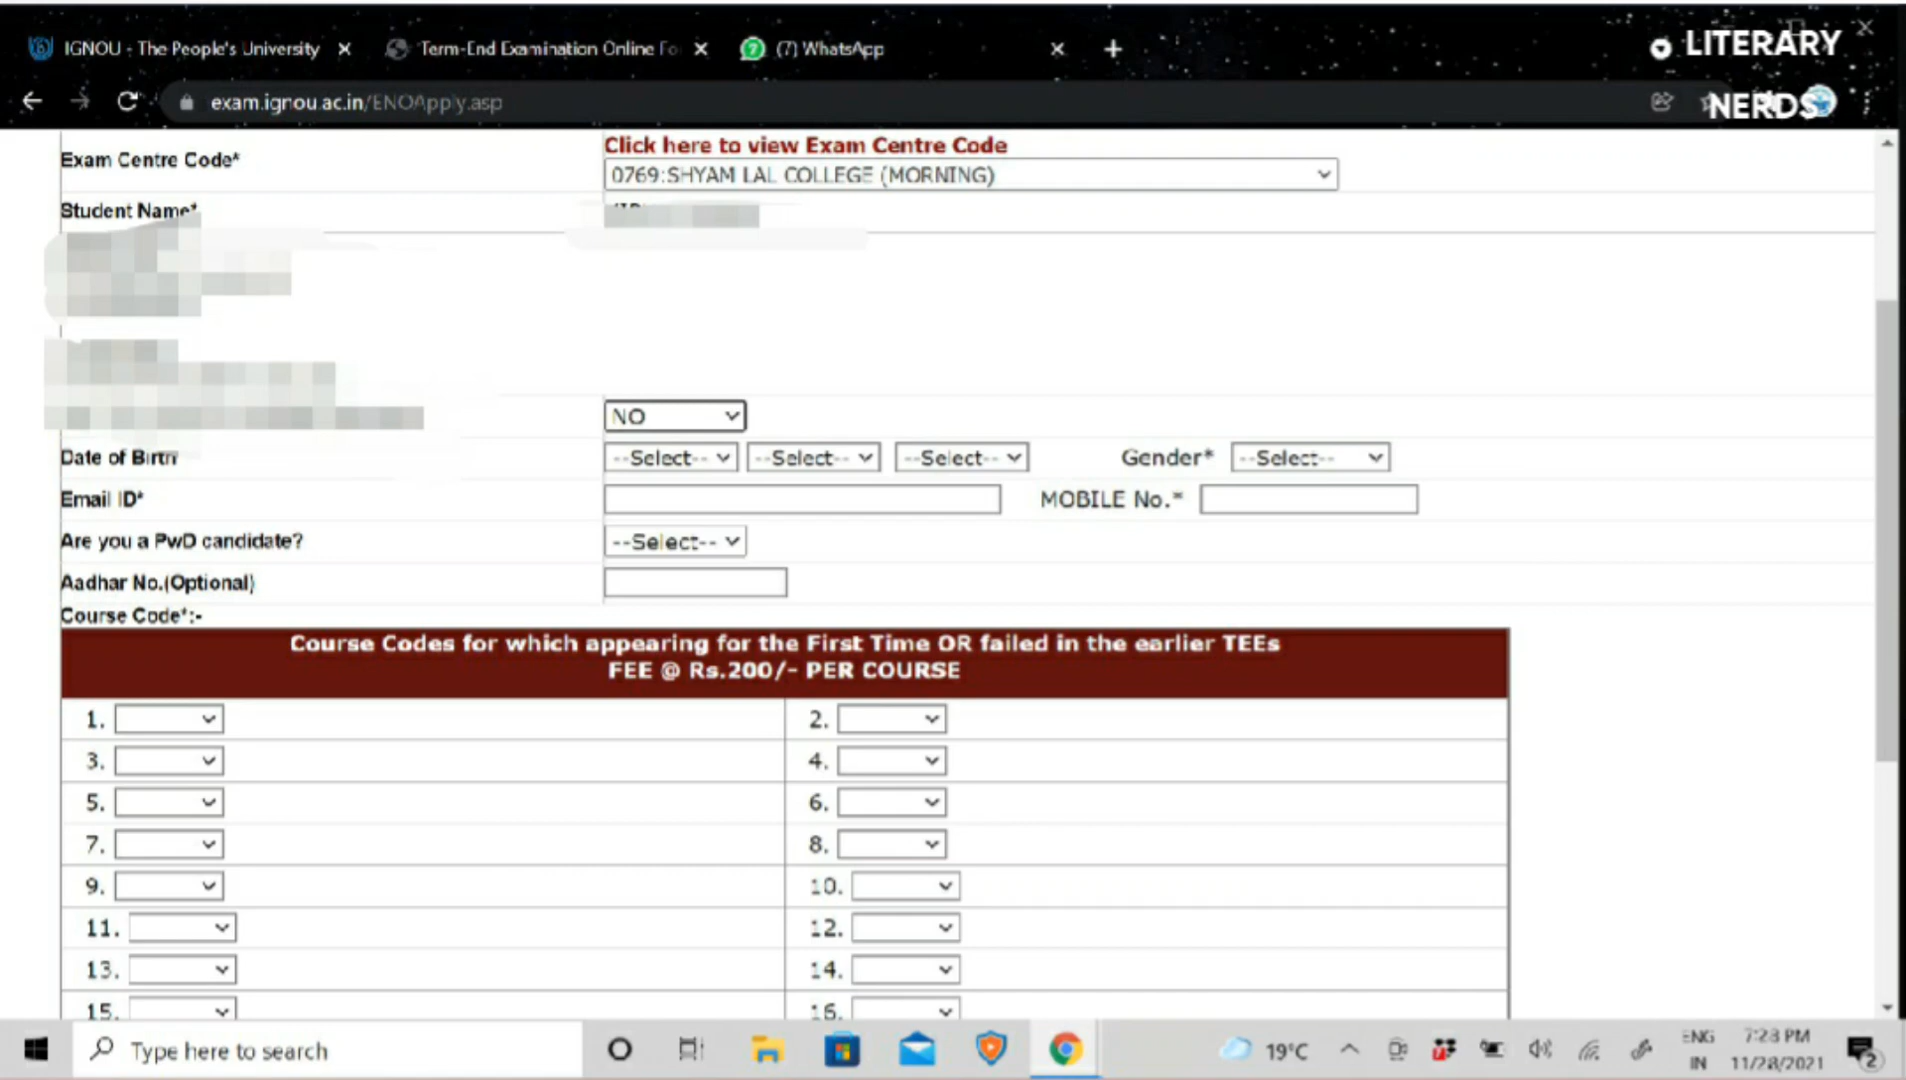 IGNOU - The People's University
Term-End Examination Online Fo
(7) WhatsApp
LITERARY
NERDS
exam.ignou.ac.in/ENOApply.asp
Click here to view Exam Centre Code
Exam Centre Code*
0769:SHYAM LAL COLLEGE (MORNING)
Student Name*
NO
Date of Birth
--Select-- --Select-- --Select-- Gender* --Select--
Email ID* MOBILE No.*
Are you a PwD candidate? --Select--
Aadhar No.(Optional)
Course Code*:-
Course Codes for which appearing for the First Time OR failed in the earlier TEEs
FEE @ Rs.200/- PER COURSE
1. 2.
3. 4.
5. 6.
7. 8.
9. 10.
11. 12.
13. 14.
15. 16.
Type here to search
19°C
ENG
IN
7:28 PM
11/28/2021
2